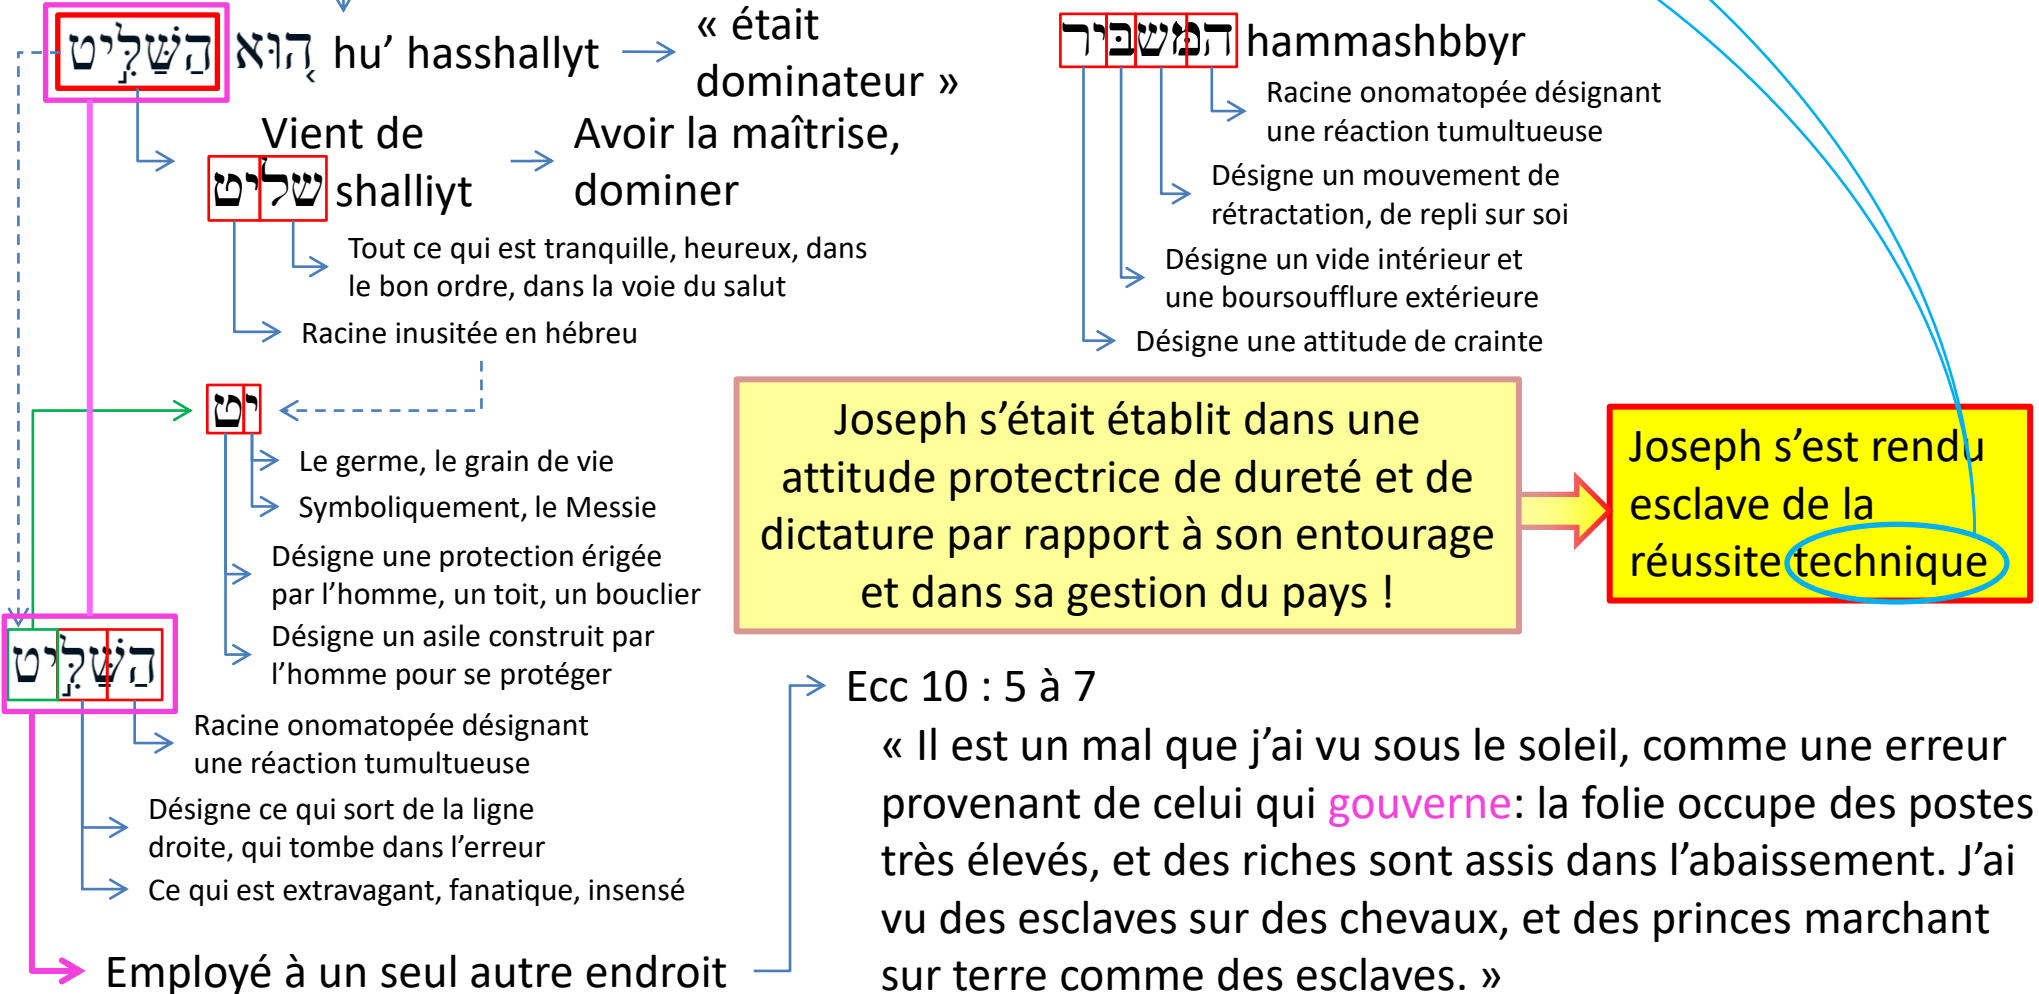 הַשַּׁלִּיט ה֖וּא hu’ hasshallyt
« était
dominateur »
Vient de
שליט shalliyt
Avoir la maîtrise,
dominer
Tout ce qui est tranquille, heureux, dans
le bon ordre, dans la voie du salut
Racine inusitée en hébreu
יט
Le germe, le grain de vie
Symboliquement, le Messie
Désigne une protection érigée
par l’homme, un toit, un bouclier
Désigne un asile construit par
l’homme pour se protéger
הַשַּׁלִּיט
Racine onomatopée désignant
une réaction tumultueuse
Désigne ce qui sort de la ligne
droite, qui tombe dans l’erreur
Ce qui est extravagant, fanatique, insensé
Employé à un seul autre endroit
המּשבּיר hammashbbyr
Racine onomatopée désignant
une réaction tumultueuse
Désigne un mouvement de
rétractation, de repli sur soi
Désigne un vide intérieur et
une boursoufflure extérieure
Désigne une attitude de crainte
Joseph s’était établit dans une
attitude protectrice de dureté et de
dictature par rapport à son entourage
et dans sa gestion du pays !
Joseph s’est rendu
esclave de la
réussite technique
Ecc 10 : 5 à 7
« Il est un mal que j’ai vu sous le soleil, comme une erreur
provenant de celui qui gouverne: la folie occupe des postes
très élevés, et des riches sont assis dans l’abaissement. J’ai
vu des esclaves sur des chevaux, et des princes marchant
sur terre comme des esclaves. »